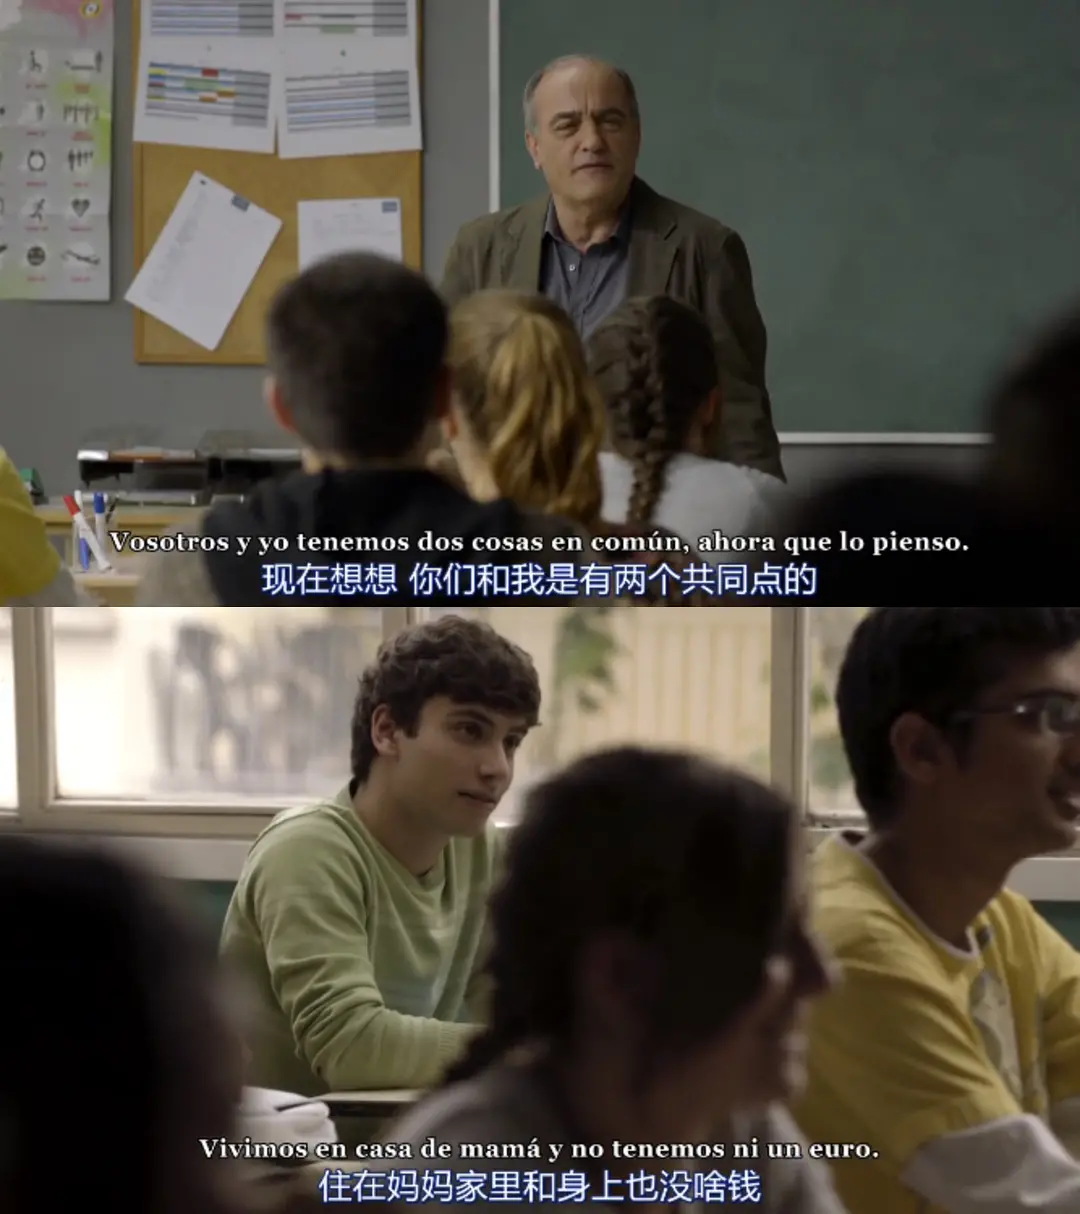 Vosotros y yo tenemos dos cosas en común, ahora que lo pienso.
现在想想 你们和我是有两个共同点的
Vivimos en casa de mamá y no tenemos ni un euro.
住在妈妈家里和身上也没啥钱